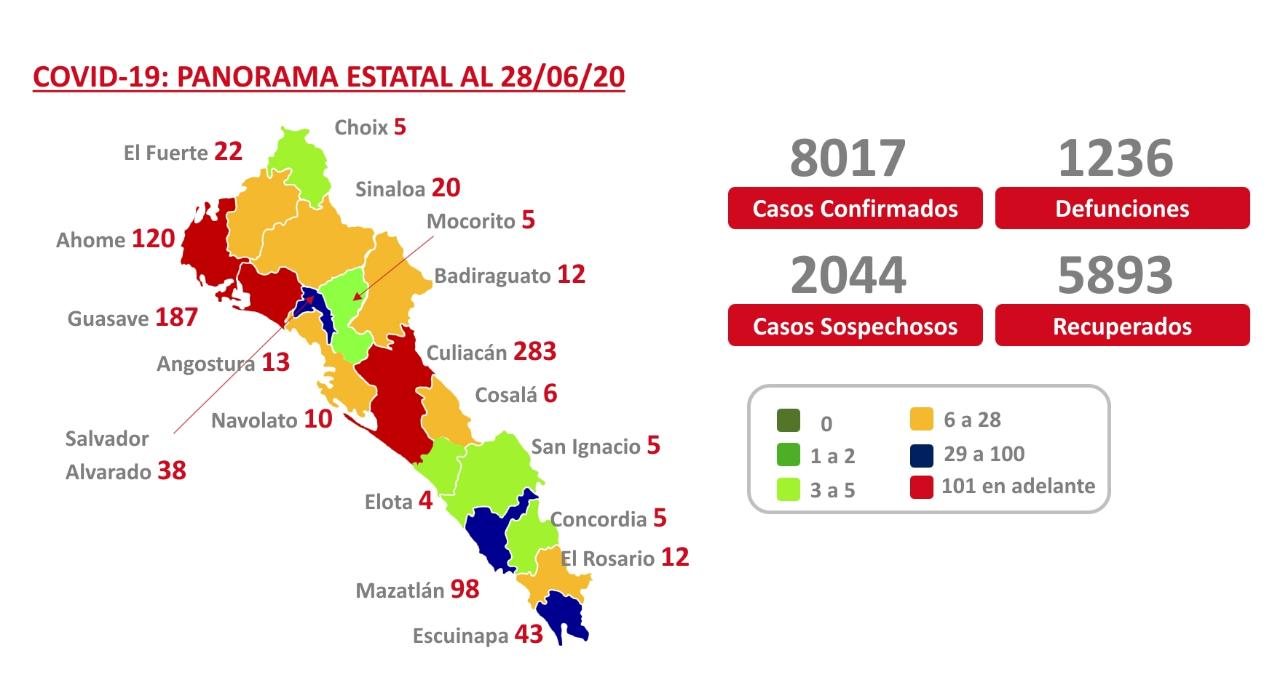 COVID-19: PANORAMA ESTATAL AL 28/06/20
Choix 5
El Fuerte 22
Sinaloa 20
Mocorito 5
Ahome 120
Badiraguato 12
Guasave 187
Angostura 13
Culiacán 283
Cosalá 6
Navolato 10
Salvador
Alvarado 38
San Ignacio 5
Elota 4
Concordia 5
El Rosario 12
Mazatlán 98
Escuinapa 43
8017
Casos Confirmados
1236
Defunciones
2044
Casos Sospechosos
5893
Recuperados
0
1 a 2
3 a 5
6 a 28
29 a 100
101 en adelante